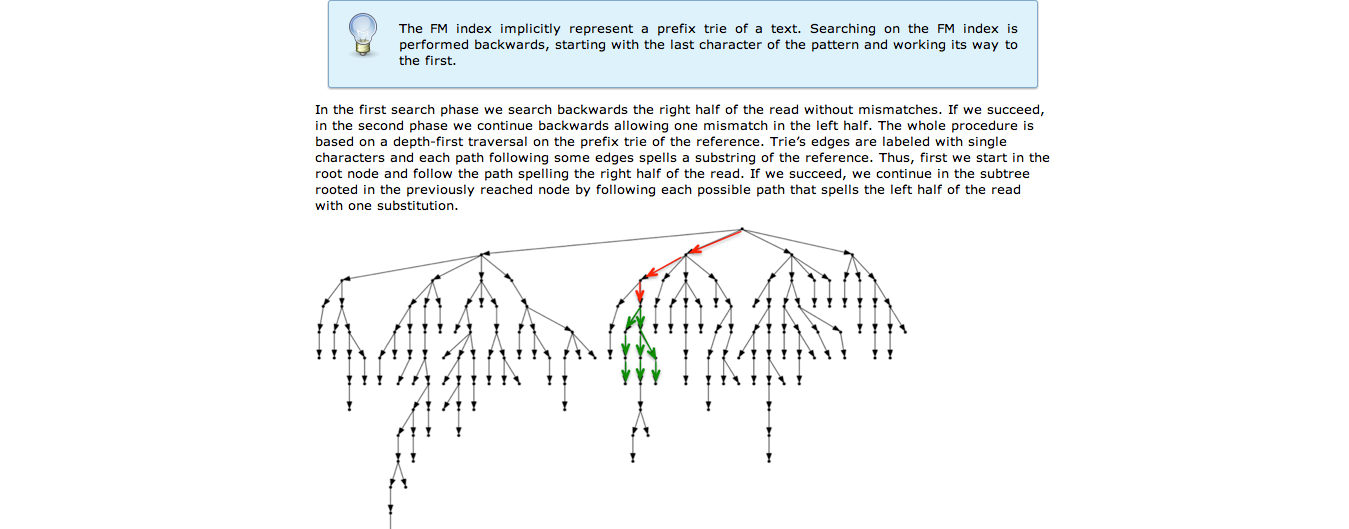 The FM index implicitly represent a prefix trie of a text. Searching on the FM index is
performed backwards, starting with the last character of the pattern and working its way to
the first.
In the first search phase we search backwards the right half of the read without mismatches. If we succeed,
in the second phase we continue backwards allowing one mismatch in the left half. The whole procedure is
based on a depth-first traversal on the prefix trie of the reference. Trie’s edges are labeled with single
characters and each path following some edges spells a substring of the reference. Thus, first we start in the
root node and follow the path spelling the right half of the read. If we succeed, we continue in the subtree
rooted in the previously reached node by following each possible path that spells the left half of the read
with one substitution.